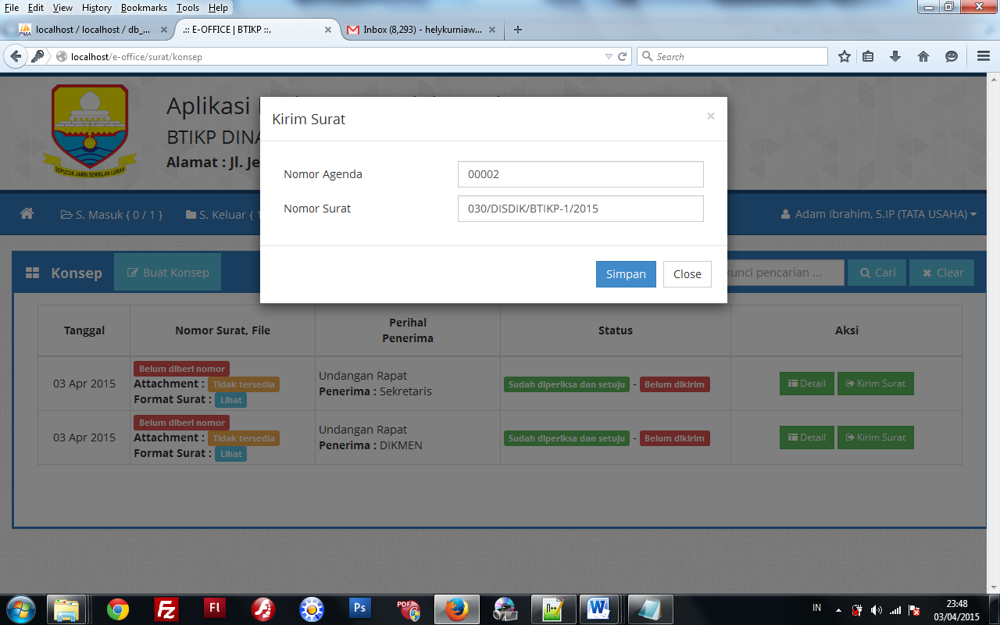 File Edit View History Bookmarks Tools Help
localhost / localhost / db_... × .:: E-OFFICE | BTIKP ::. × Inbox (8,293) - helykurniaw... × +
localhost/e-office/surat/konsep
Search
Aplikasi
BTIKP DINA
Alamat : Jl. Je
SEPUCUK JAMBI SEMBILAN LURAH
Kirim Surat ×
Nomor Agenda 00002
Nomor Surat 030/DISDIK/BTIKP-1/2015
Simpan Close
S. Masuk { 0 / 1 } S. Keluar { 1 Adam Ibrahim, S.IP (TATA USAHA)
Konsep Buat Konsep kunci pencarian ... Cari Clear
Tanggal Nomor Surat, File Perihal Penerima Status Aksi
03 Apr 2015
Belum diberi nomor
Attachment : Tidak tersedia
Format Surat : Lihat
Undangan Rapat
Penerima : Sekretaris
Sudah diperiksa dan setuju - Belum dikirim
Detail Kirim Surat
03 Apr 2015
Belum diberi nomor
Attachment : Tidak tersedia
Format Surat : Lihat
Undangan Rapat
Penerima : DIKMEN
Sudah diperiksa dan setuju - Belum dikirim
Detail Kirim Surat
IN 23:48
03/04/2015